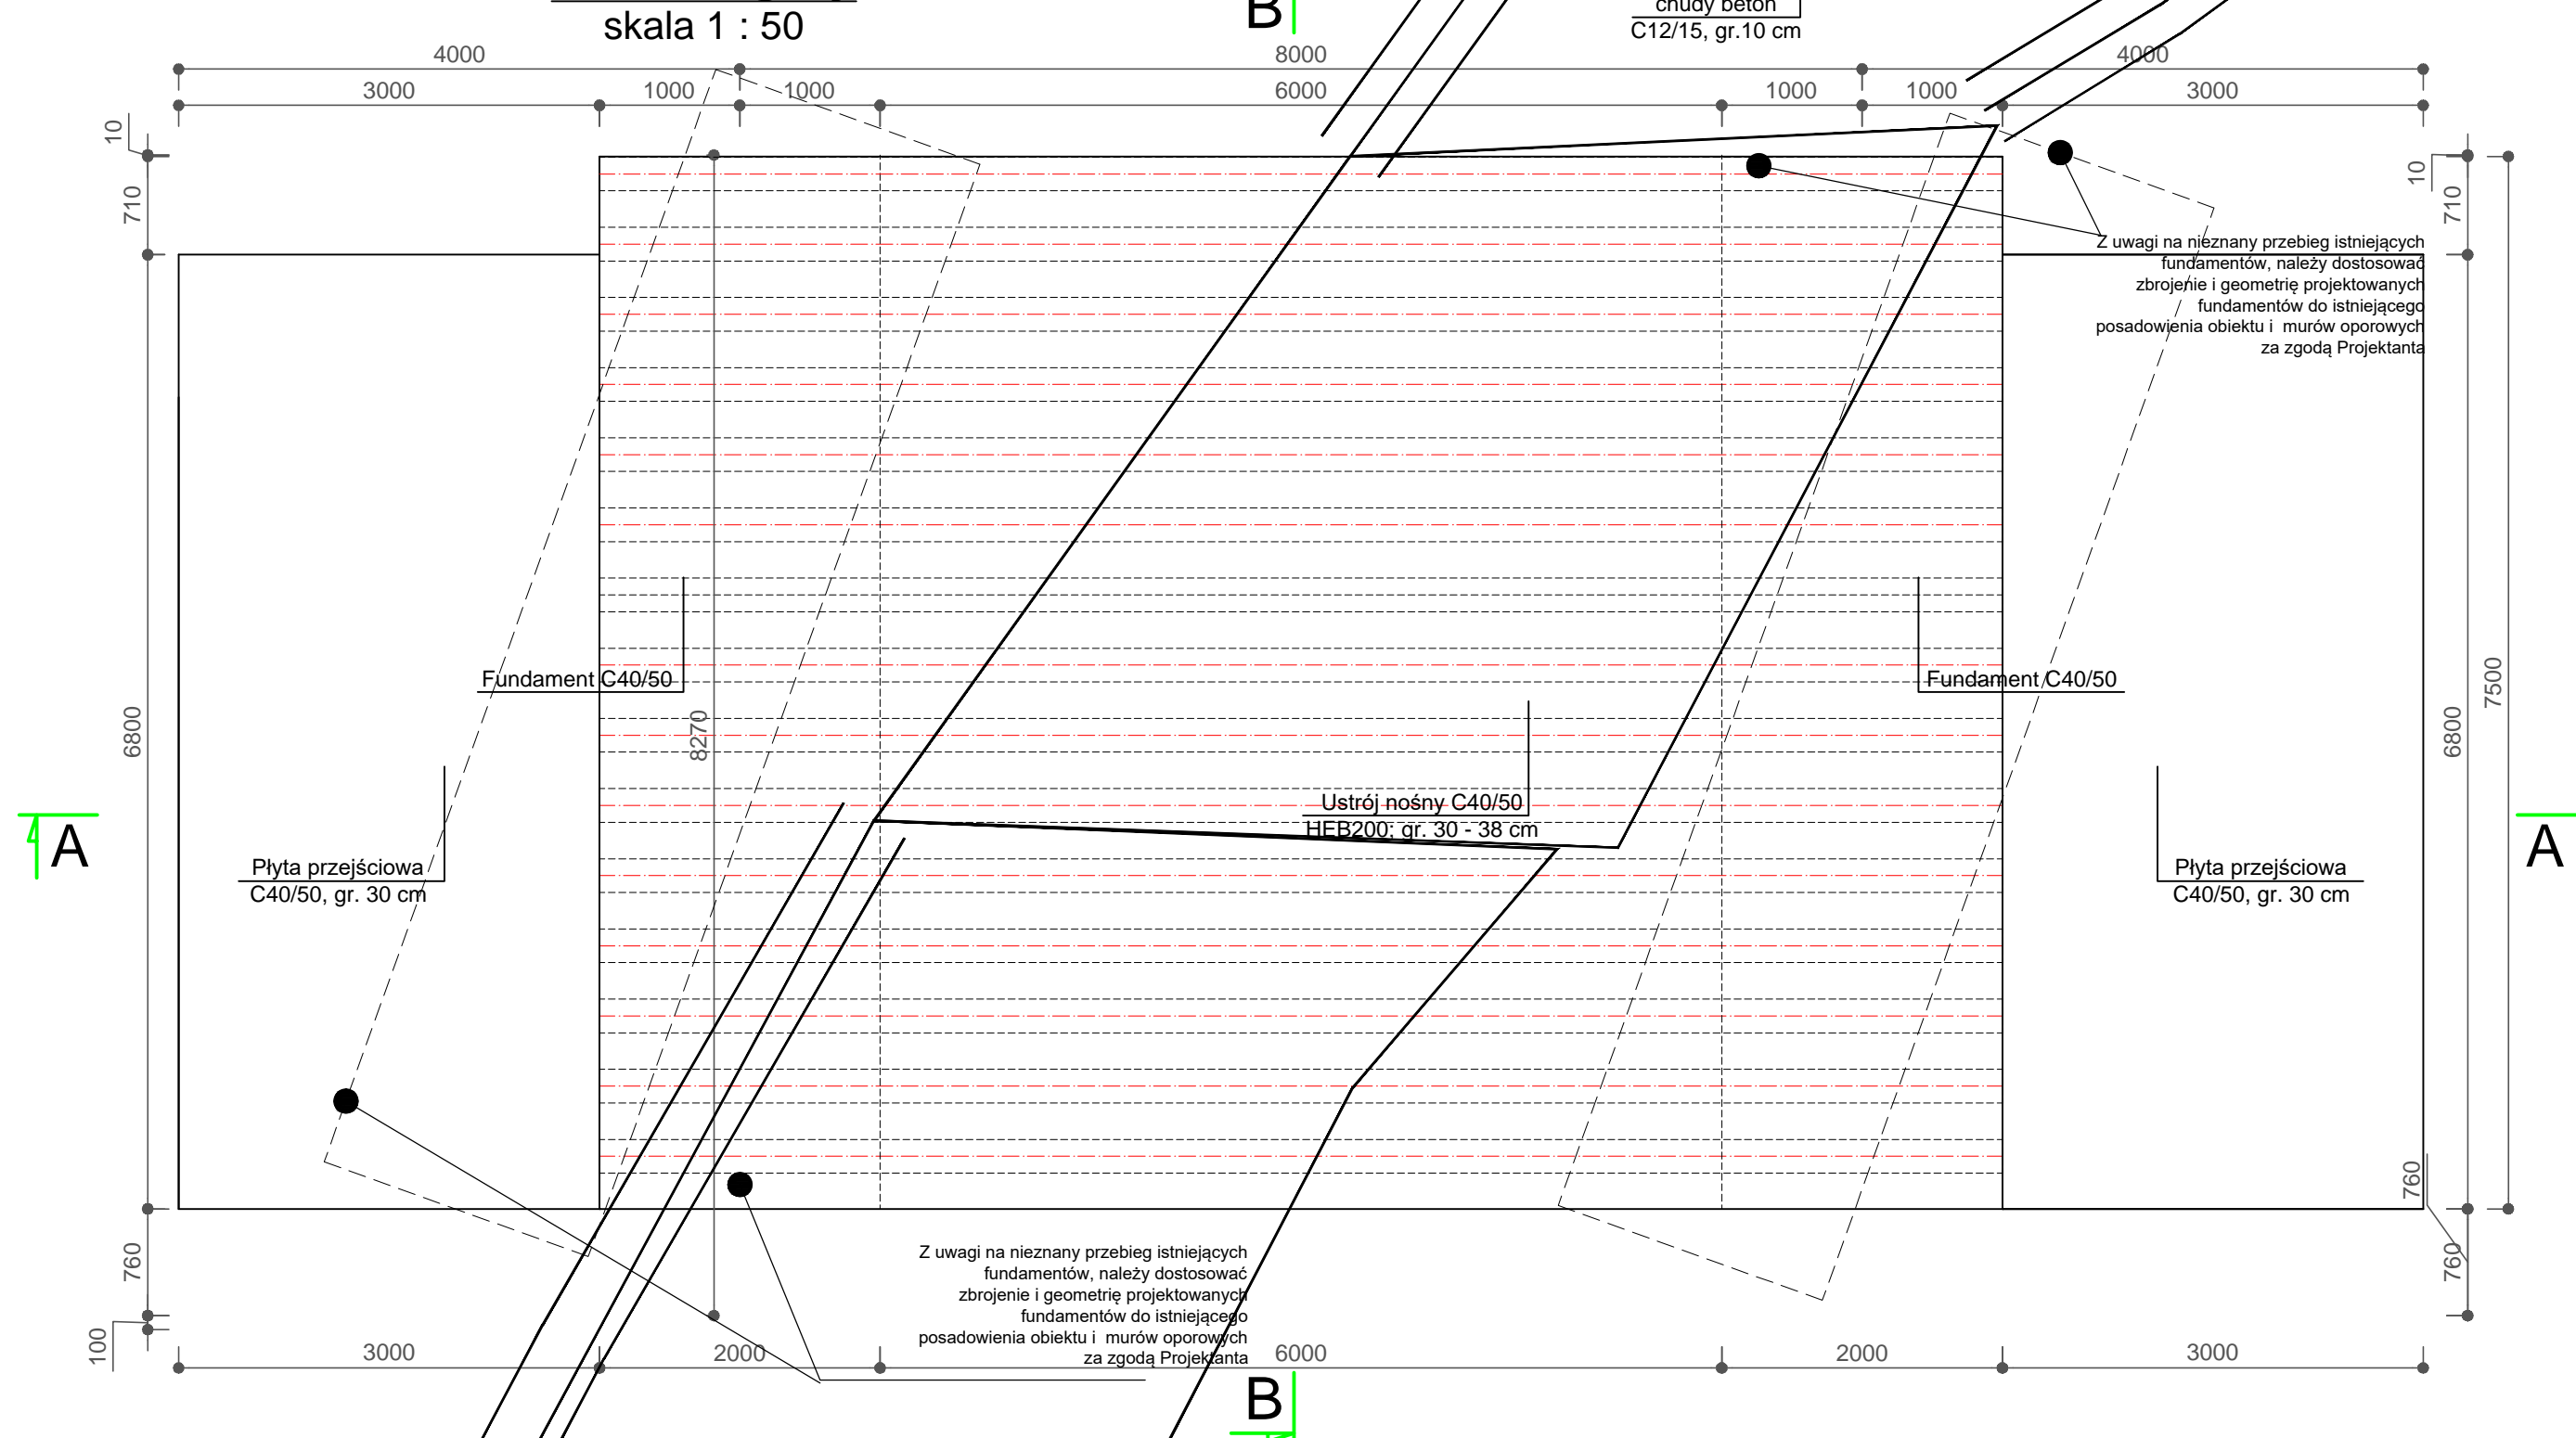 skala 1 : 50
B
chudy beton
C12/15, gr.10 cm
4000
8000
4000
3000
1000
1000
6000
1000
1000
3000
10
710
6800
760
100
8270
10
710
7500
6800
760
760
Z uwagi na nieznany przebieg istniejących
fundamentów, należy dostosować
zbrojenie i geometrię projektowanych
fundamentów do istniejącego
posadowienia obiektu i murów oporowych
za zgodą Projektanta
Fundament C40/50
Fundament C40/50
Ustrój nośny C40/50
HEB200; gr. 30 - 38 cm
A
A
Płyta przejściowa
C40/50, gr. 30 cm
Płyta przejściowa
C40/50, gr. 30 cm
Z uwagi na nieznany przebieg istniejących
fundamentów, należy dostosować
zbrojenie i geometrię projektowanych
fundamentów do istniejącego
posadowienia obiektu i murów oporowych
za zgodą Projektanta
3000
2000
6000
2000
3000
B